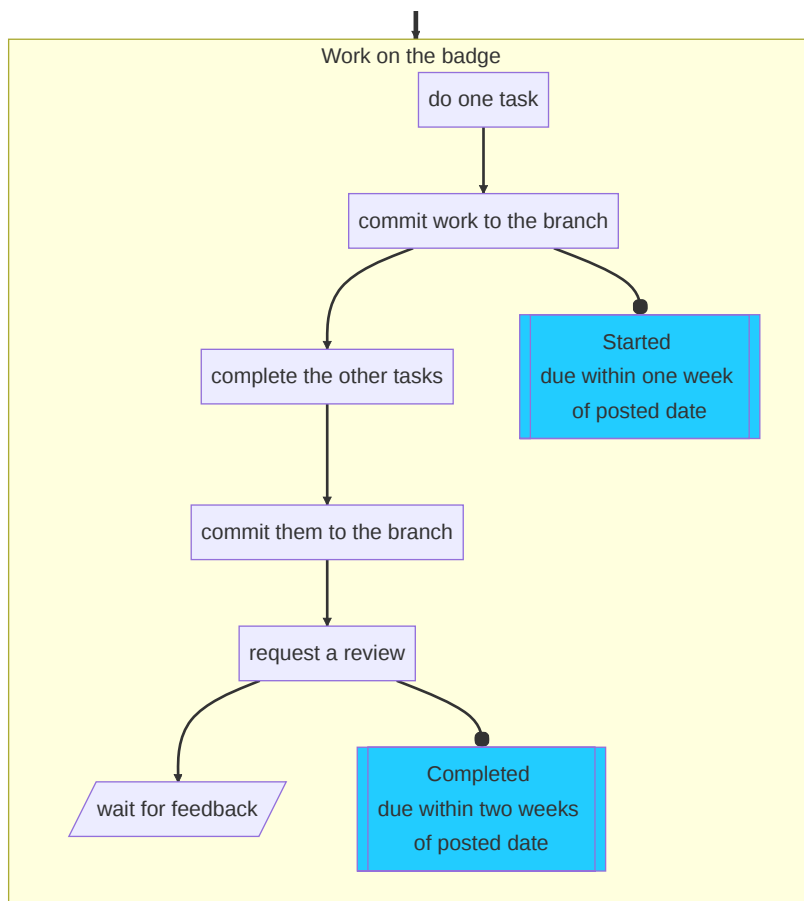 Work on the badge
do one task
commit work to the branch
Started
due within one week
of posted date
complete the other tasks
commit them to the branch
request a review
wait for feedback
Completed
due within two weeks
of posted date